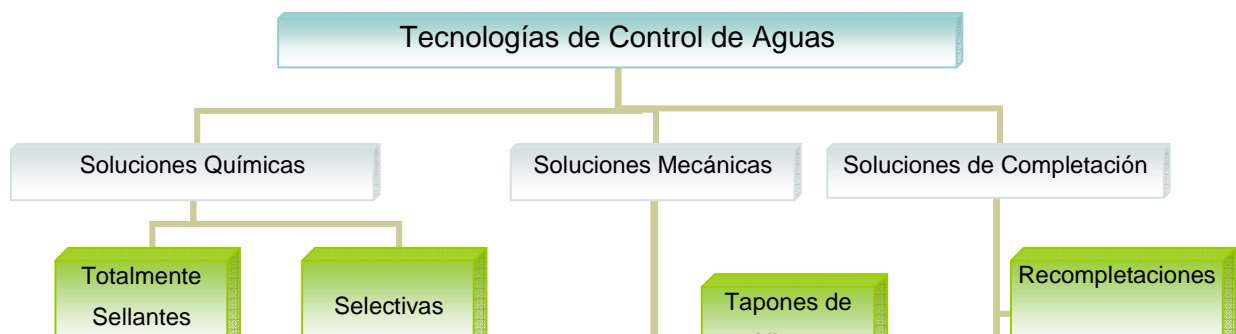 Tecnologías de Control de Aguas
Soluciones Químicas
Soluciones Mecánicas
Soluciones de Completación
Totalmente
Sellantes
Selectivas
Tapones de
Recompletaciones